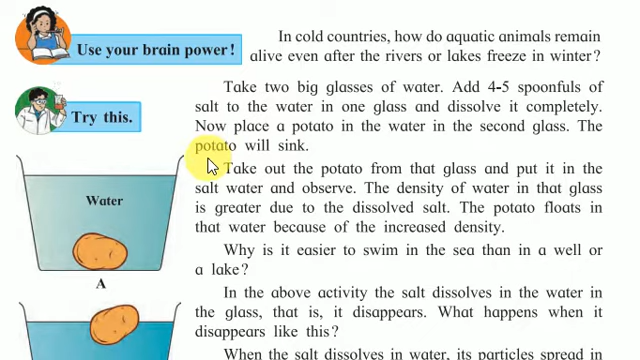 Use your brain power!
In cold countries, how do aquatic animals remain
alive even after the rivers or lakes freeze in winter?
Try this.
Take two big glasses of water. Add 4-5 spoonfuls of
salt to the water in one glass and dissolve it completely.
Now place a potato in the water in the second glass. The
potato will sink.
Take out the potato from that glass and put it in the
salt water and observe. The density of water in that glass
is greater due to the dissolved salt. The potato floats in
that water because of the increased density.
Why is it easier to swim in the sea than in a well or
a lake?
In the above activity the salt dissolves in the water in
the glass, that is, it disappears. What happens when it
disappears like this?
When the salt dissolves in water, its particles spread in
Water
A